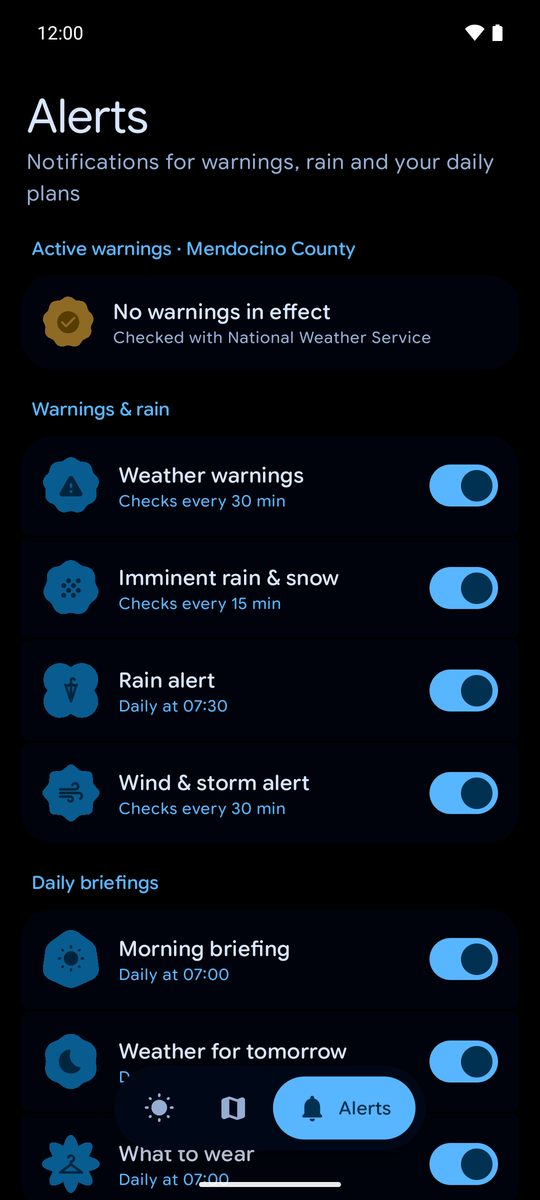 12:00
Alerts
Notifications for warnings, rain and your daily
plans
Active warnings · Mendocino County
No warnings in effect
Checked with National Weather Service
Warnings & rain
Weather warnings
Checks every 30 min
Imminent rain & snow
Checks every 15 min
Rain alert
Daily at 07:30
Wind & storm alert
Checks every 30 min
Daily briefings
Morning briefing
Daily at 07:00
Weather for tomorrow
Alerts
What to wear
Daily at 07:00